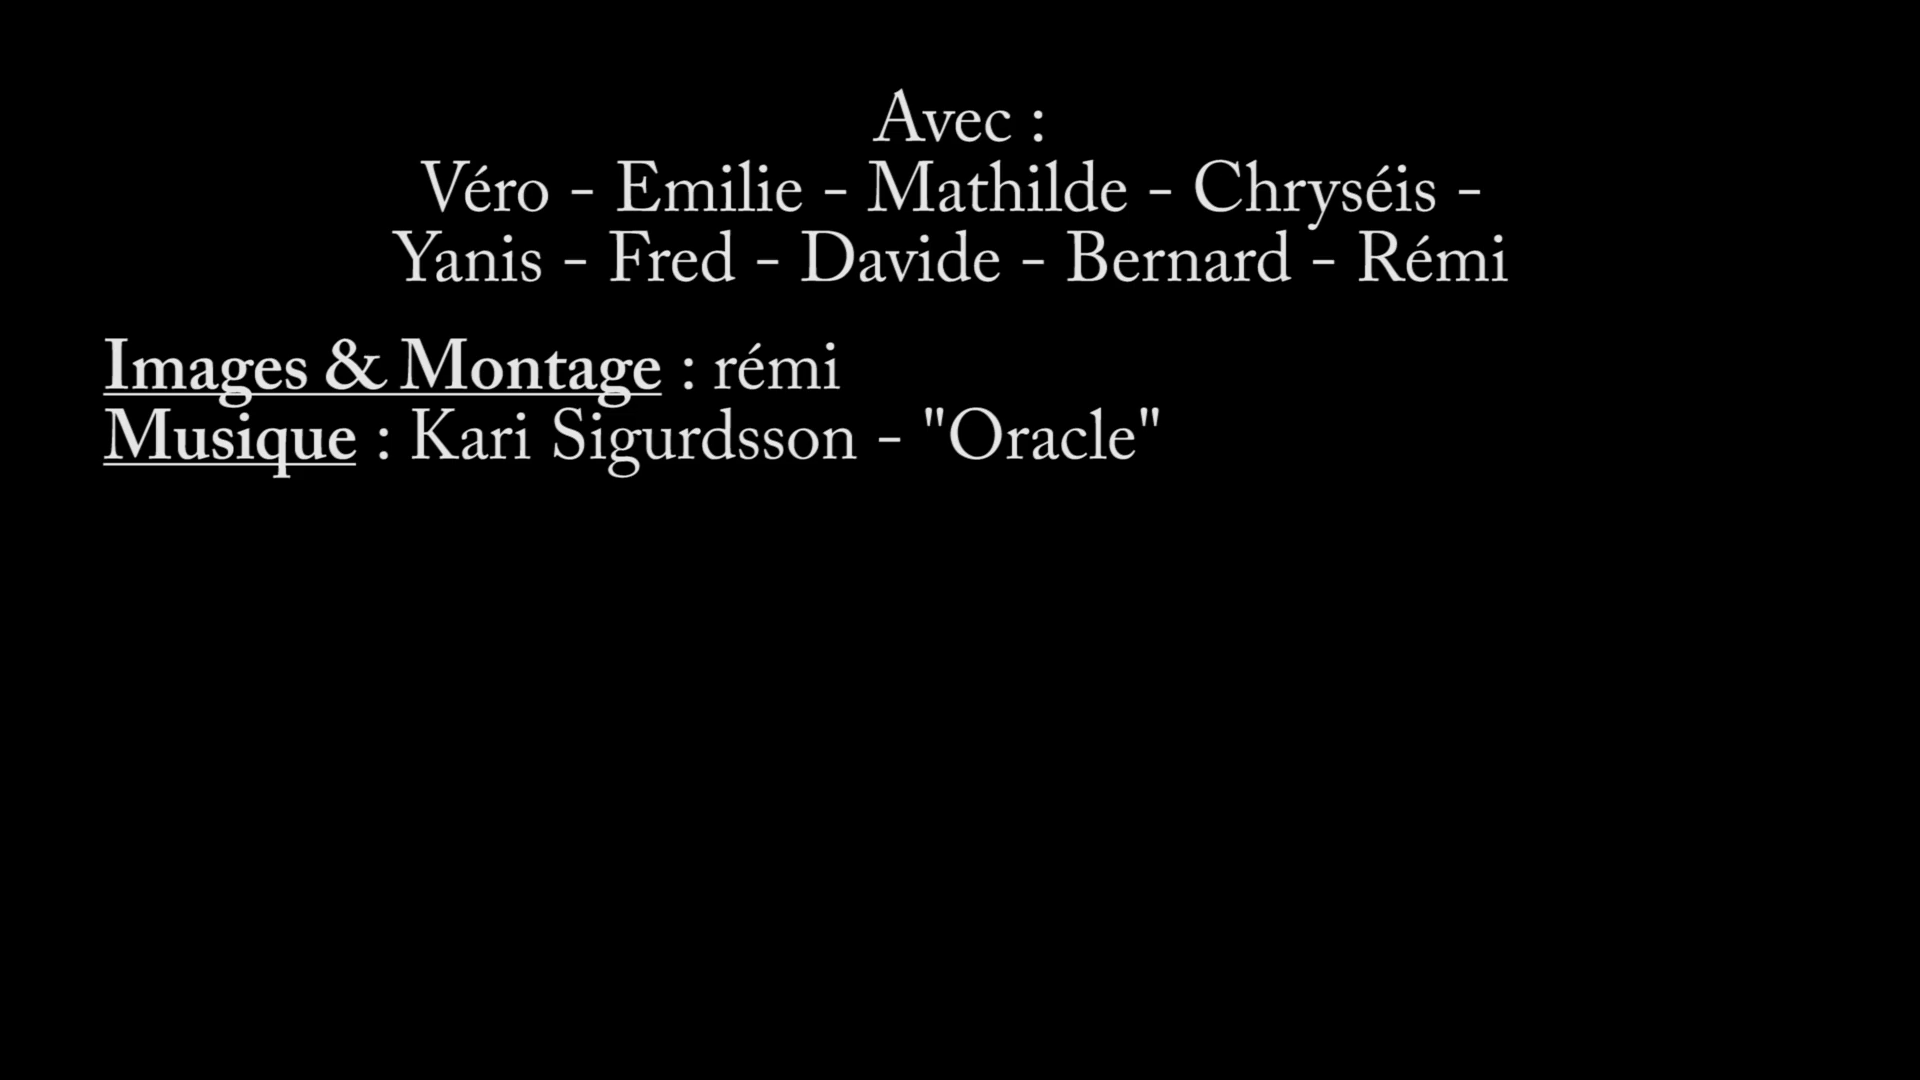 Avec :
Véro - Emilie - Mathilde - Chryséis -
Yanis - Fred - Davide - Bernard - Rémi
Images & Montage : rémi
Musique : Kari Sigurdsson - "Oracle"